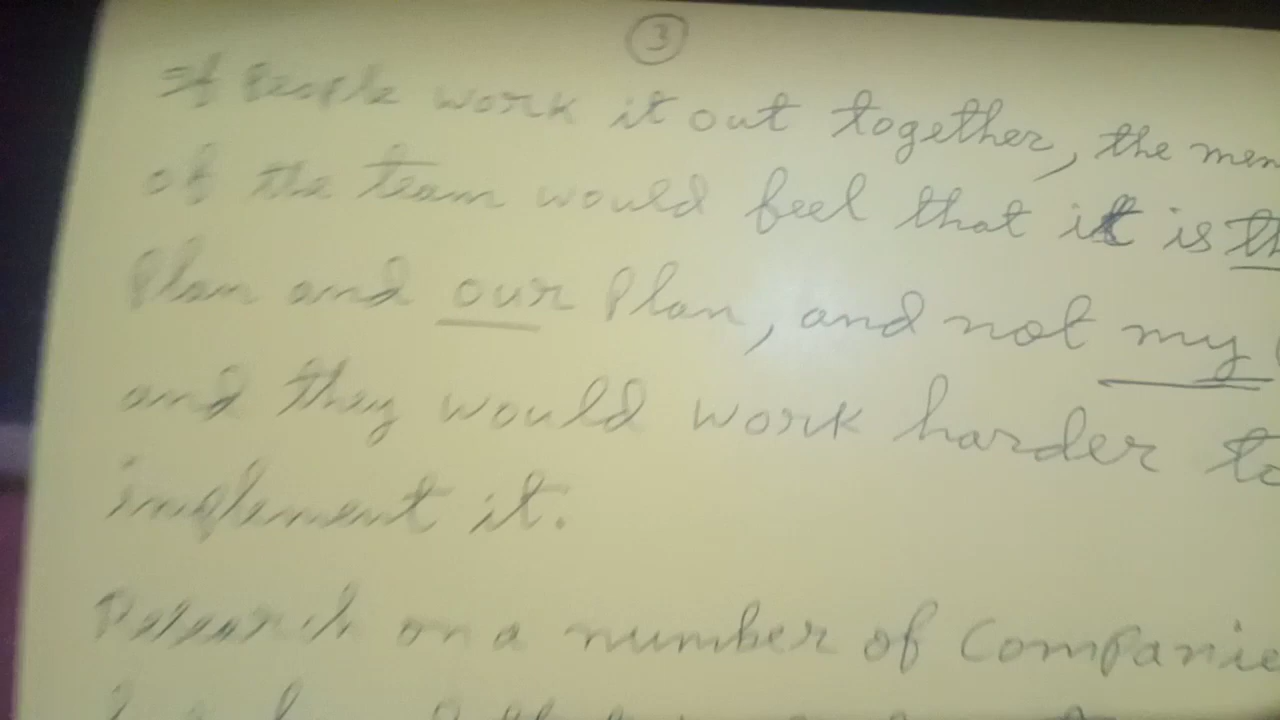 3
If People work it out together, the mem
of the team would feel that it is th
Plan and our Plan, and not my
and they would work harder to
implement it.
Research on a number of Companie